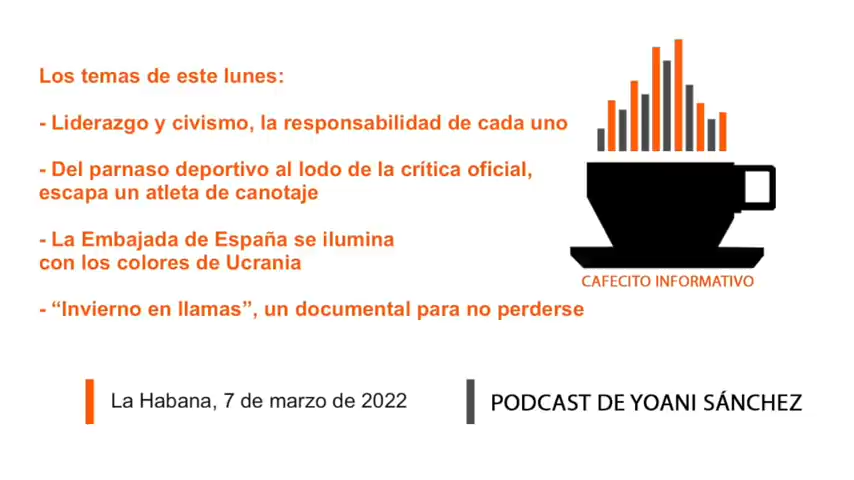 Los temas de este lunes:
- Liderazgo y civismo, la responsabilidad de cada uno
- Del parnaso deportivo al lodo de la crítica oficial,
escapa un atleta de canotaje
- La Embajada de España se ilumina
con los colores de Ucrania
- “Invierno en llamas”, un documental para no perderse
CAFECITO INFORMATIVO
La Habana, 7 de marzo de 2022
PODCAST DE YOANI SÁNCHEZ